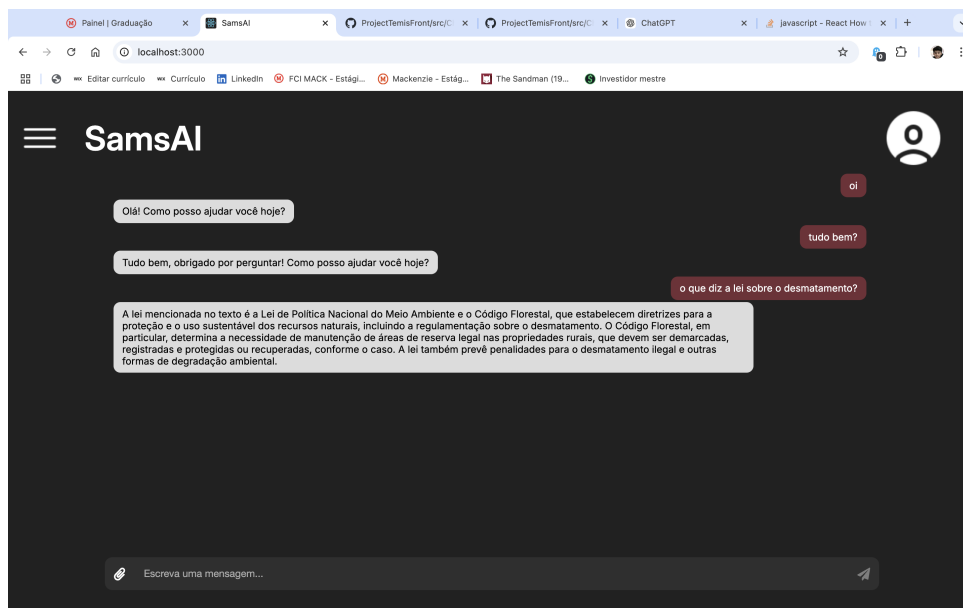 Painel | Graduação
SamsAI
ProjectTemisFront/src/C
ProjectTemisFront/src/C
ChatGPT
javascript - React How t
localhost:3000
0
Editar currículo
Currículo
LinkedIn
FCI MACK - Estági...
Mackenzie - Estág...
The Sandman (19...
Investidor mestre
SamsAI
oi
Olá! Como posso ajudar você hoje?
tudo bem?
Tudo bem, obrigado por perguntar! Como posso ajudar você hoje?
o que diz a lei sobre o desmatamento?
A lei mencionada no texto é a Lei de Política Nacional do Meio Ambiente e o Código Florestal, que estabelecem diretrizes para a
proteção e o uso sustentável dos recursos naturais, incluindo a regulamentação sobre o desmatamento. O Código Florestal, em
particular, determina a necessidade de manutenção de áreas de reserva legal nas propriedades rurais, que devem ser demarcadas,
registradas e protegidas ou recuperadas, conforme o caso. A lei também prevê penalidades para o desmatamento ilegal e outras
formas de degradação ambiental.
Escreva uma mensagem...